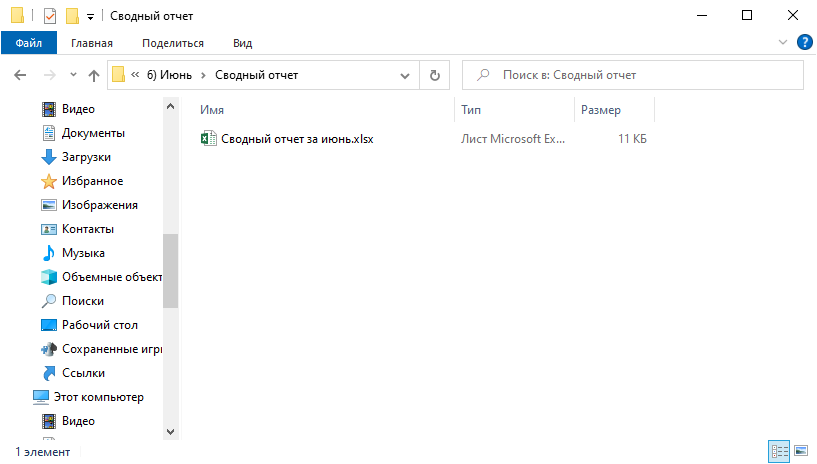 Сводный отчет
Файл Главная Поделиться Вид
« 6) Июнь > Сводный отчет Поиск в: Сводный отчет
Имя Тип Размер
Сводный отчет за июнь.xlsx Лист Microsoft Ex... 11 КБ
Видео
Документы
Загрузки
Избранное
Изображения
Контакты
Музыка
Объемные объект
Поиски
Рабочий стол
Сохраненные игры
Ссылки
Этот компьютер
Видео
1 элемент